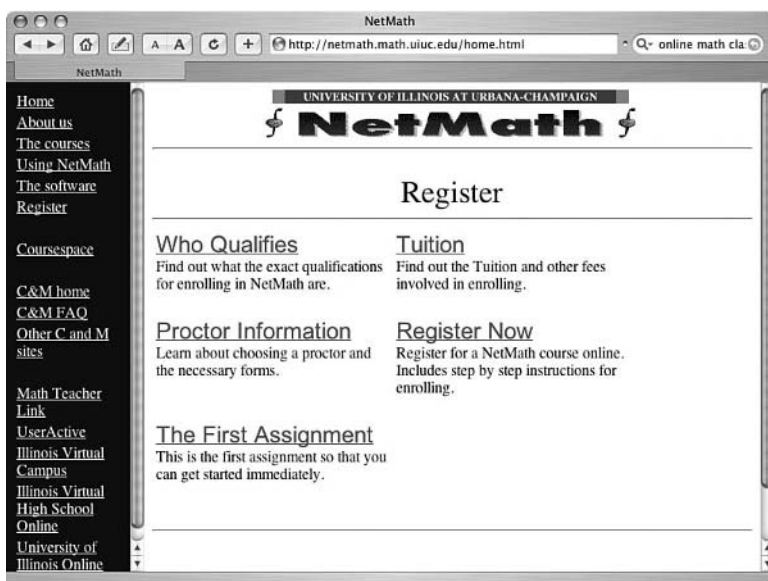 NetMath
A A
http://netmath.math.uiuc.edu/home.html
online math cla
NetMath
Home
About us
The courses
Using NetMath
The software
Register
Coursespace
C&M home
C&M FAQ
Other C and M
sites
Math Teacher
Link
UserActive
Illinois Virtual
Campus
Illinois Virtual
High School
Online
University of
Illinois Online
UNIVERSITY OF ILLINOIS AT URBANA-CHAMPAIGN
NetMath
Register
Who Qualifies
Find out what the exact qualifications
for enrolling in NetMath are.
Tuition
Find out the Tuition and other fees
involved in enrolling.
Proctor Information
Learn about choosing a proctor and
the necessary forms.
Register Now
Register for a NetMath course online.
Includes step by step instructions for
enrolling.
The First Assignment
This is the first assignment so that you
can get started immediately.